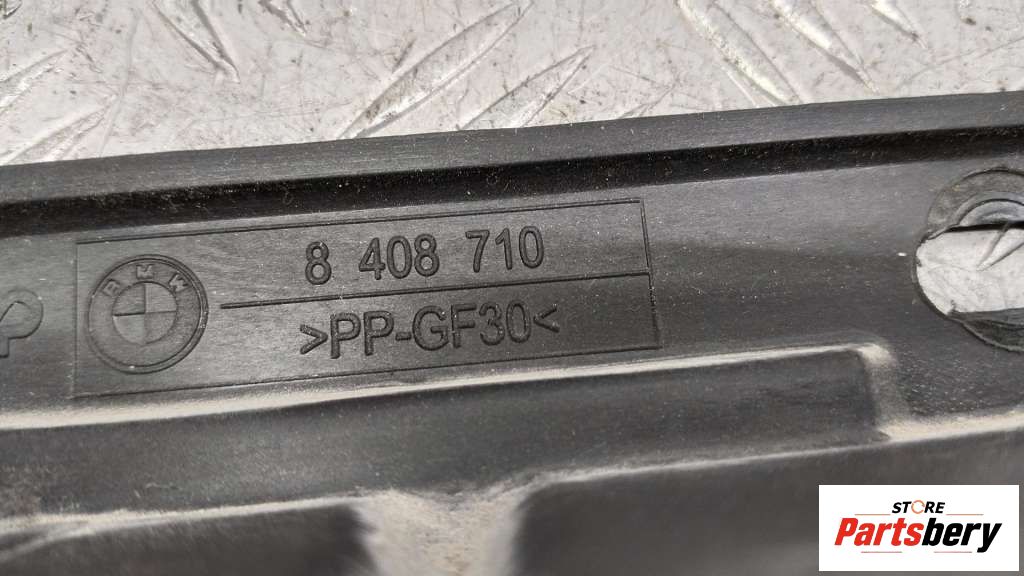 BMW
8 408 710
>PP-GF30<
STORE
Partsbery